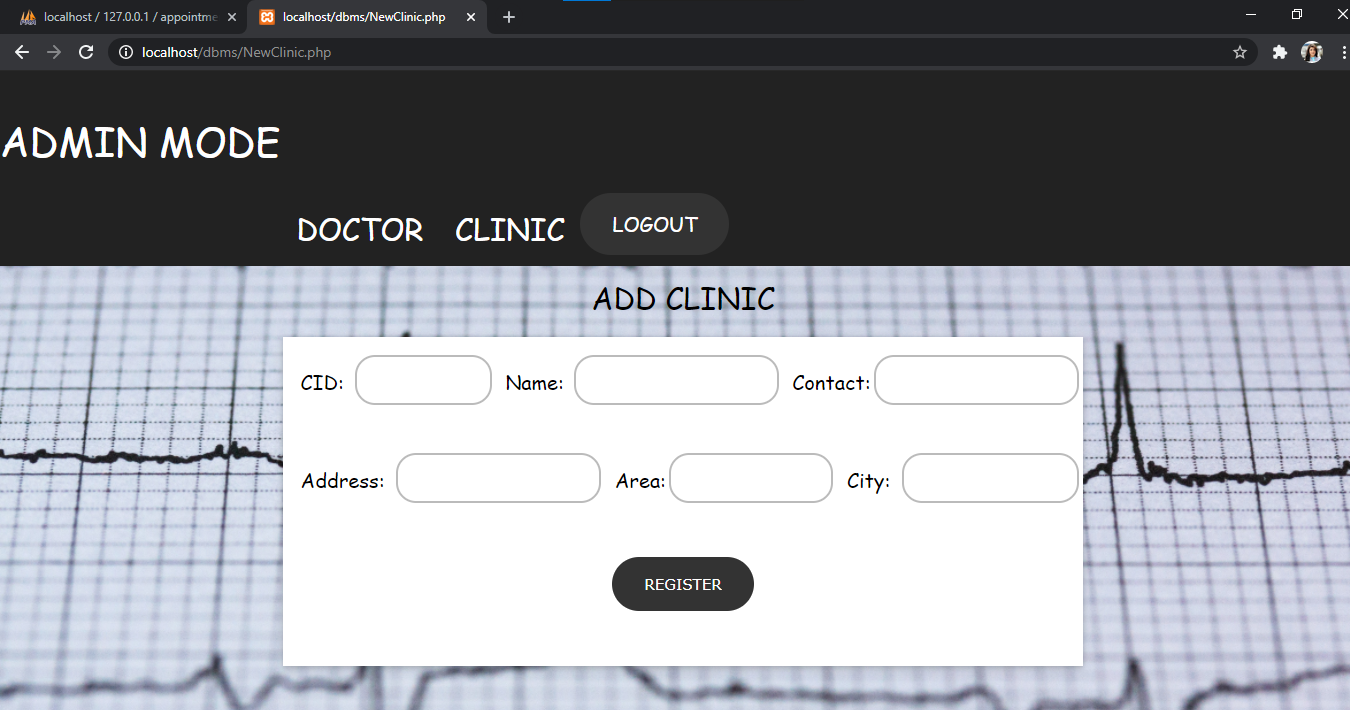 localhost / 127.0.0.1 / appointme
localhost/dbms/NewClinic.php
localhost/dbms/NewClinic.php
ADMIN MODE
DOCTOR CLINIC LOGOUT
ADD CLINIC
CID: Name: Contact:
Address: Area: City:
REGISTER